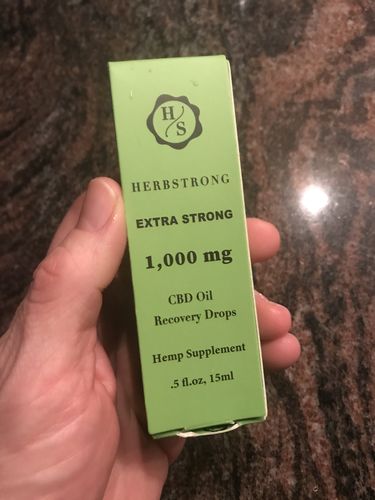 H
S
HERBSTRONG
EXTRA STRONG
1,000 mg
CBD Oil
Recovery Drops
Hemp Supplement
.5 fl.oz, 15ml